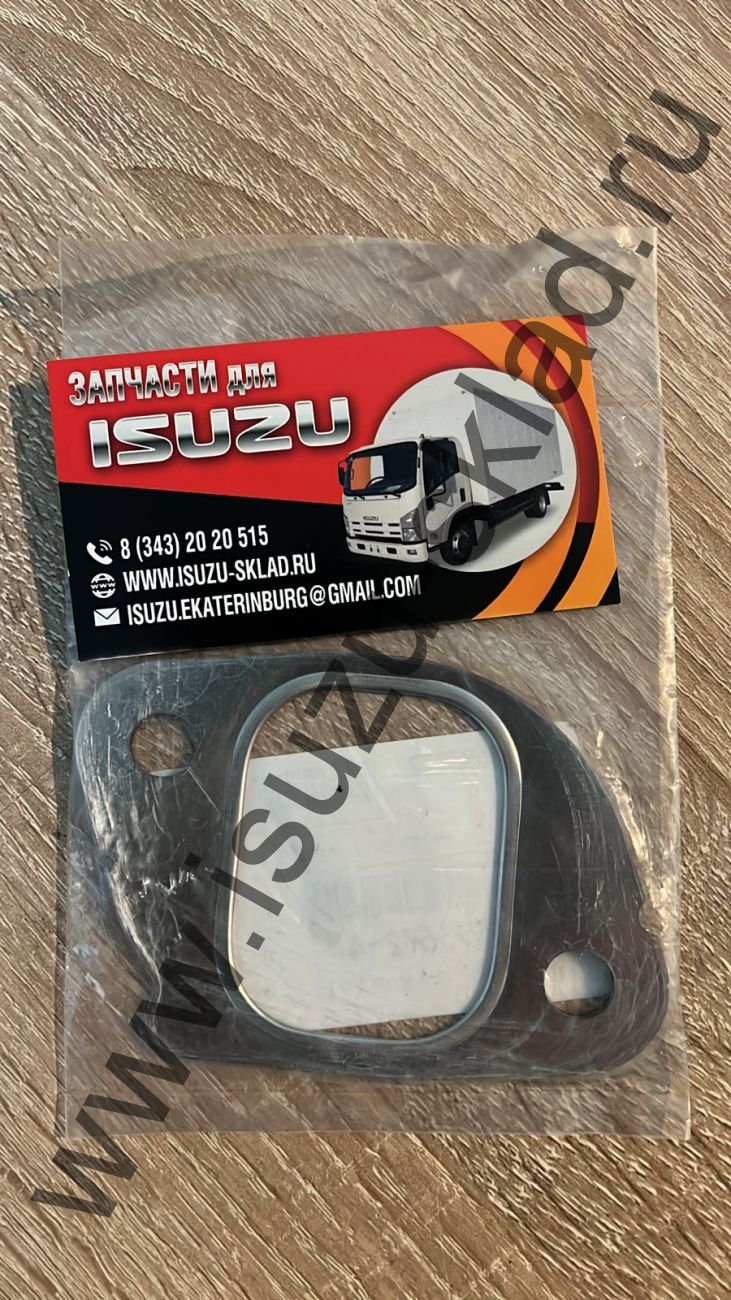 ЗАПЧАСТИ для
ISUZU
ISUZU
8 (343) 20 20 515
WWW
WWW.ISUZU-SKLAD.RU
ISUZU.EKATERINBURG@GMAIL.COM
www.isuzu-sklad.ru